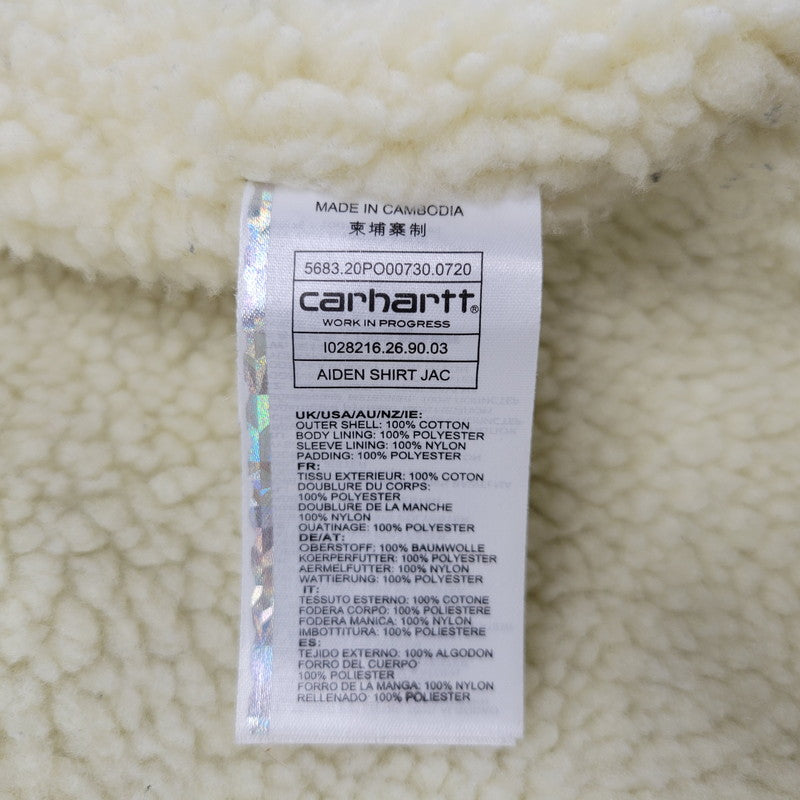 MADE IN CAMBODIA
柬埔寨制
5683.20PO00730.0720
carhartt®
WORK IN PROGRESS
I028216.26.90.03
AIDEN SHIRT JAC
UK/USA/AU/NZ/IE:
OUTER SHELL: 100% COTTON
BODY LINING: 100% POLYESTER
SLEEVE LINING: 100% NYLON
PADDING: 100% POLYESTER
FR:
TISSU EXTERIEUR: 100% COTON
DOUBLURE DU CORPS:
100% POLYESTER
DOUBLURE DE LA MANCHE
100% NYLON
OUATINAGE: 100% POLYESTER
DE/AT:
OBERSTOFF: 100% BAUMWOLLE
KOERPERFUTTER: 100% POLYESTER
AERMELFUTTER: 100% NYLON
WATTIERUNG: 100% POLYESTER
IT:
TESSUTO ESTERNO: 100% COTONE
FODERA CORPO: 100% POLIESTERE
FODERA MANICA: 100% NYLON
IMBOTTITURA: 100% POLIESTERE
ES:
TEJIDO EXTERNO: 100% ALGODON
FORRO DEL CUERPO
100% POLYESTER
FORRO DE LA MANGA: 100% NYLON
RELLENADO: 100% POLYESTER